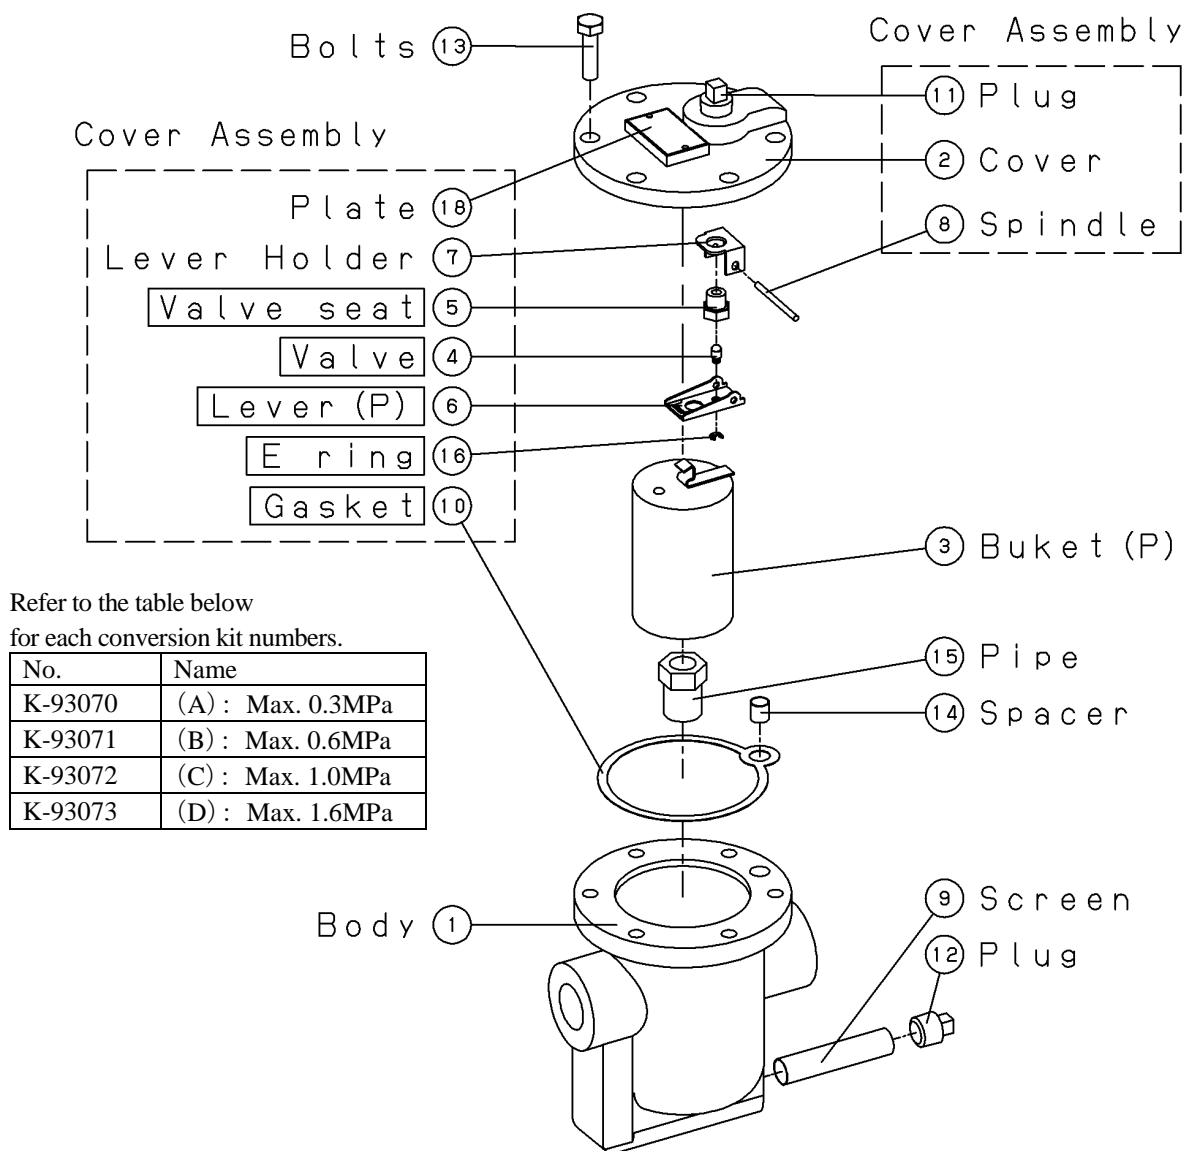 Bolts 13
Cover Assembly
11 Plug
2 Cover
8 Spindle
Cover Assembly
Plate 18
Lever Holder 7
Valve seat 5
Valve 4
Lever (P) 6
E ring 16
Gasket 10
3 Buket (P)
15 Pipe
14 Spacer
Refer to the table below
for each conversion kit numbers.
No. Name
K-93070 (A): Max. 0.3MPa
K-93071 (B): Max. 0.6MPa
K-93072 (C): Max. 1.0MPa
K-93073 (D): Max. 1.6MPa
Body 1
9 Screen
12 Plug